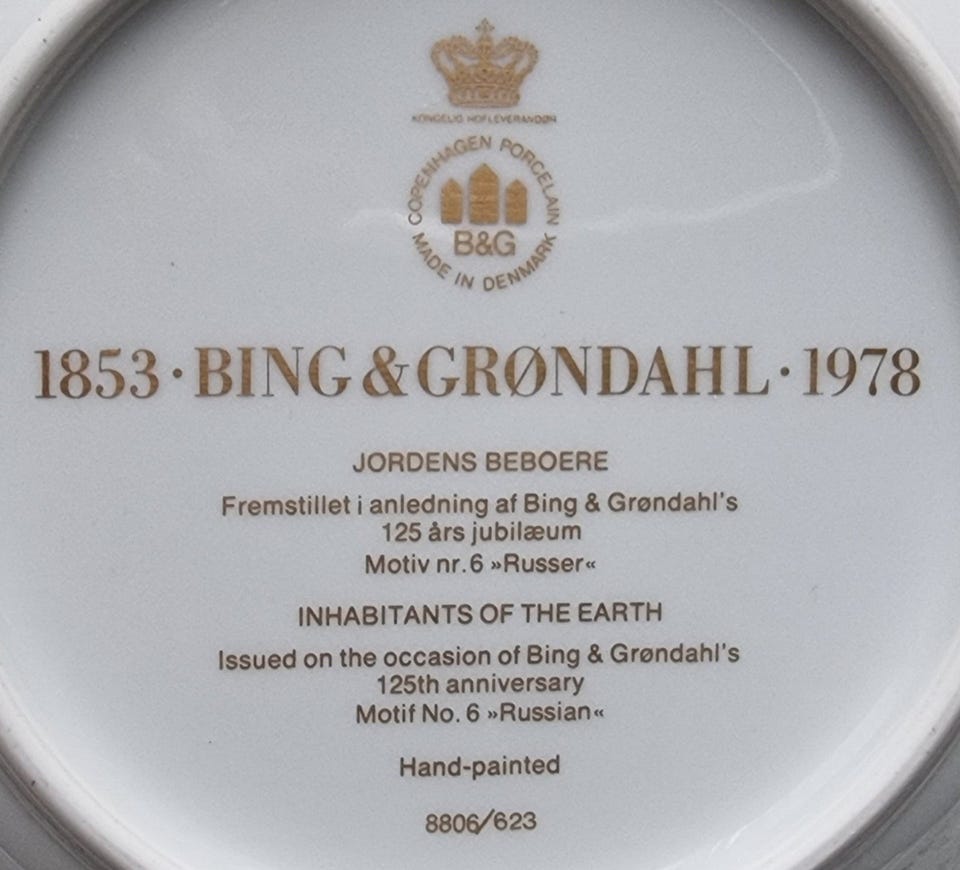 KONGELIG HOFLEVERANDØR
COPENHAGEN PORCELAIN
B&G
MADE IN DENMARK
1853 · BING & GRØNDAHL · 1978
JORDENS BEBOERE
Fremstillet i anledning af Bing & Grøndahl's
125 års jubilæum
Motiv nr. 6 »Russer«
INHABITANTS OF THE EARTH
Issued on the occasion of Bing & Grøndahl's
125th anniversary
Motif No. 6 »Russian«
Hand-painted
8806/623